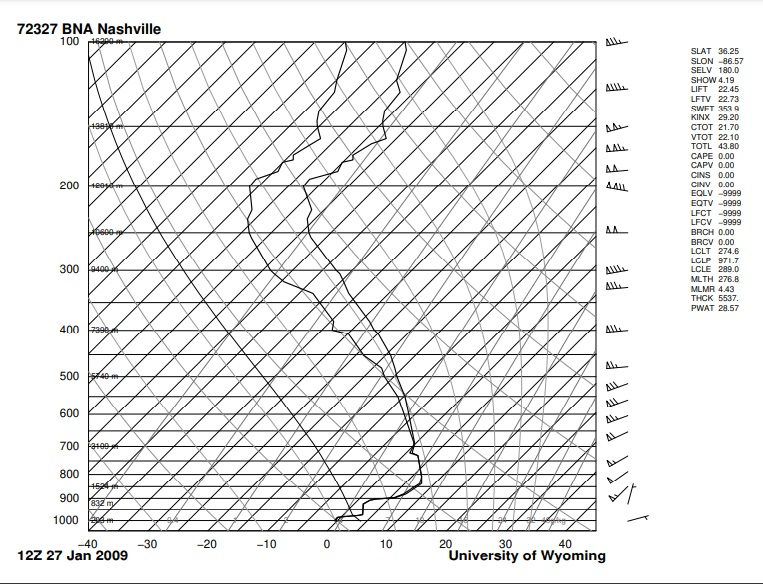 72327 BNA Nashville
100
16200 m
13810 m
200
300
9400 m
400
7390 m
500
5740 m
600
700
3109 m
800
1524 m
900
832 m
1000
203 m
−40 −30 −20 −10 0 10 20 30 40
12Z 27 Jan 2009 University of Wyoming
SLAT 36.25
SLON −86.57
SELV 180.0
SHOW 4.19
LIFT 22.45
LFTV 22.73
SWET 353.9
KINX 29.20
CTOT 21.70
VTOT 22.10
TOTL 43.80
CAPE 0.00
CAPV 0.00
CINS 0.00
CINV 0.00
EQLV −9999
EQTV −9999
LFCT −9999
LFCV −9999
BRCH 0.00
BRCV 0.00
LCLT 274.6
LCLP 971.7
LCLE 289.0
MLTH 276.8
MLMR 4.43
THCK 5537.
PWAT 28.57